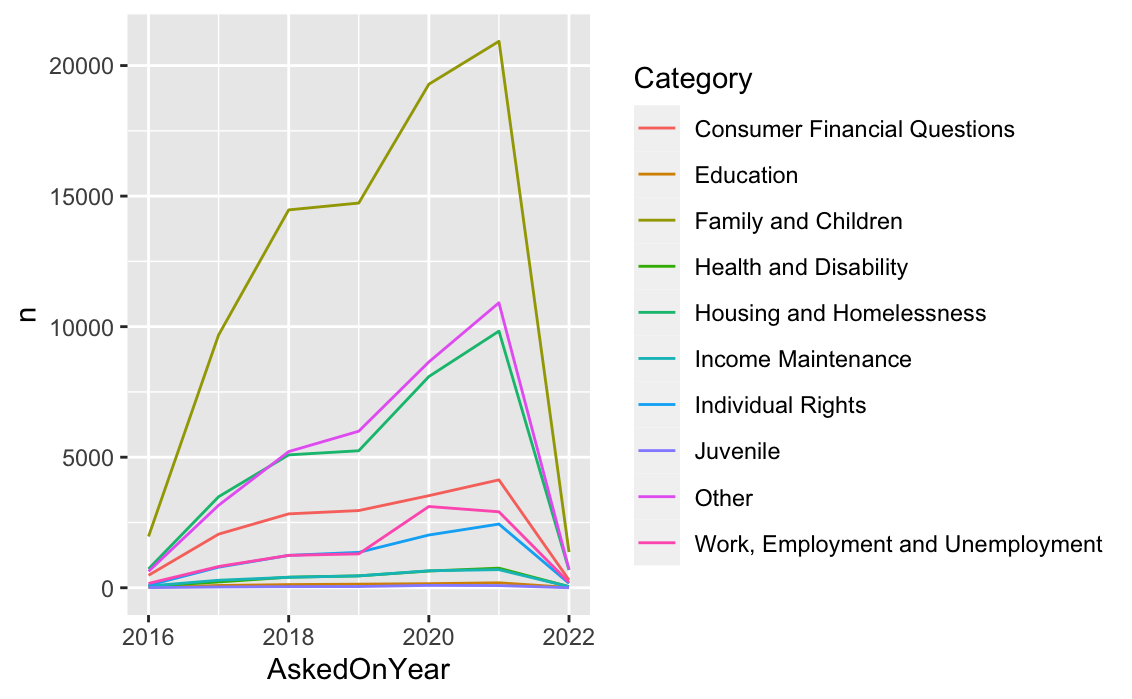 20000
15000
10000
5000
0
n
2016 2018 2020 2022
AskedOnYear
Category
Consumer Financial Questions
Education
Family and Children
Health and Disability
Housing and Homelessness
Income Maintenance
Individual Rights
Juvenile
Other
Work, Employment and Unemployment